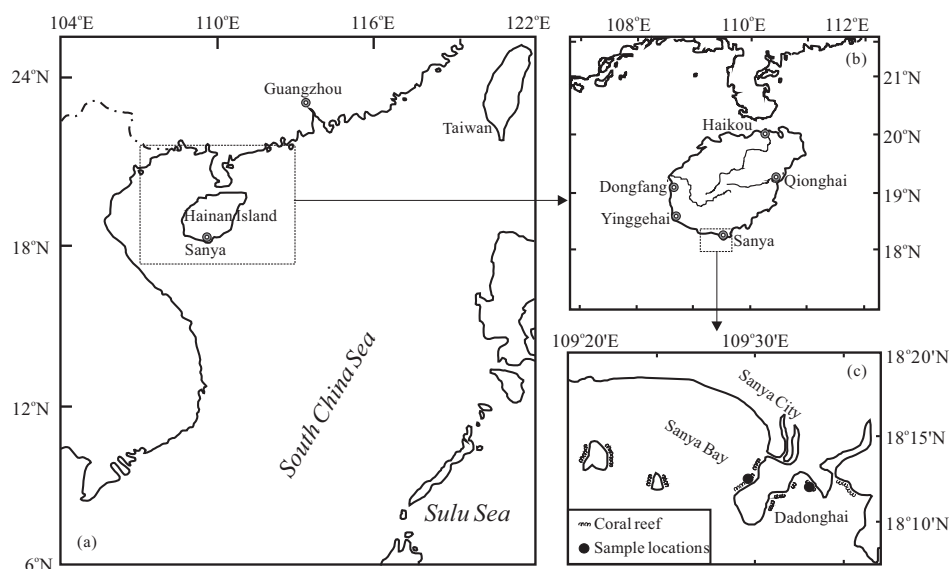 104°E 110°E 116°E 122°E
24°N
18°N
12°N
6°N
Guangzhou
Taiwan
Hainan Island
Sanya
South China Sea
Sulu Sea
(a)
108°E 110°E 112°E
(b)
21°N
20°N
19°N
18°N
Haikou
Qionghai
Dongfang
Yinggehai
Sanya
109°20'E 109°30'E
(c)
18°20'N
18°15'N
18°10'N
Sanya City
Sanya Bay
Dadonghai
Coral reef
Sample locations